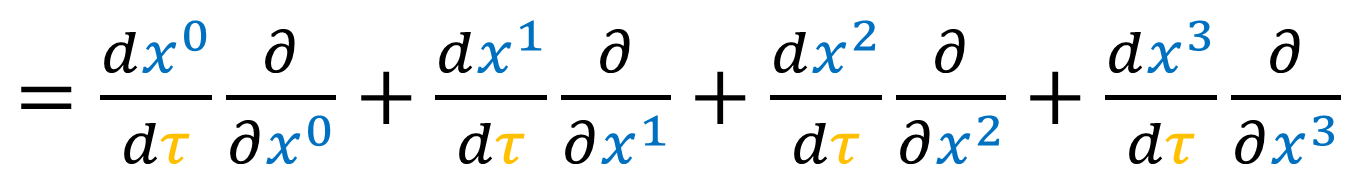 = dx⁰/dτ ∂/∂x⁰ + dx¹/dτ ∂/∂x¹ + dx²/dτ ∂/∂x² + dx³/dτ ∂/∂x³